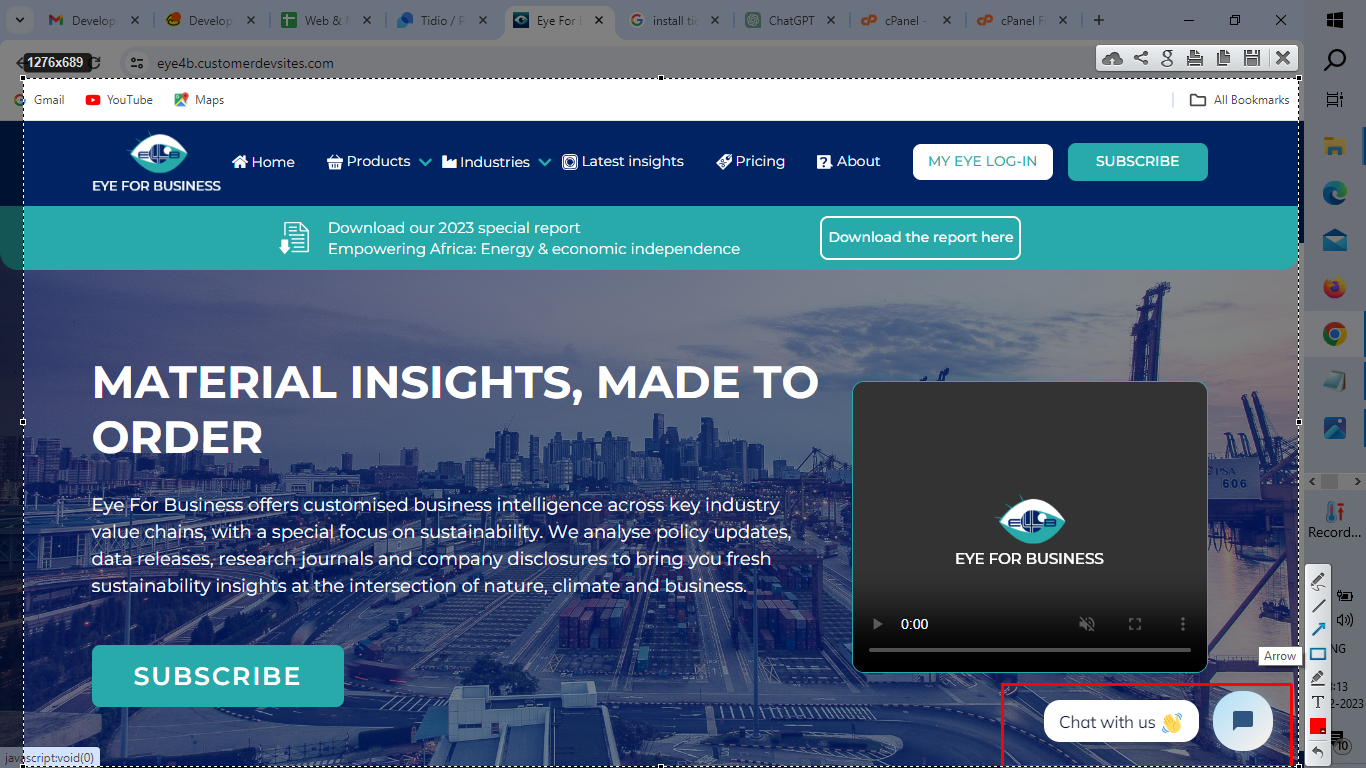 Develop
Develop
Web &
Tidio /
Eye For
install ti
ChatGPT
cPanel -
cPanel F
1276x689
eye4b.customerdevsites.com
Gmail
YouTube
Maps
All Bookmarks
EYE FOR BUSINESS
Home
Products
Industries
Latest insights
Pricing
About
MY EYE LOG-IN
SUBSCRIBE
Download our 2023 special report
Empowering Africa: Energy & economic independence
Download the report here
MATERIAL INSIGHTS, MADE TO
ORDER
PSA
606
Eye For Business offers customised business intelligence across key industry
value chains, with a special focus on sustainability. We analyse policy updates,
data releases, research journals and company disclosures to bring you fresh
sustainability insights at the intersection of nature, climate and business.
EYE FOR BUSINESS
0:00
SUBSCRIBE
Chat with us 👋
Record...
Arrow
NG
:13
2-2023
T
10
javascript:void(0)